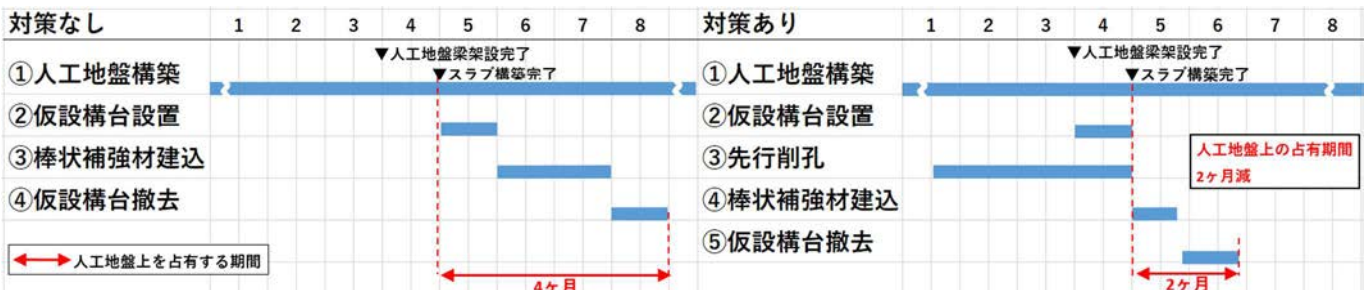 対策なし 1 2 3 4 5 6 7 8
▼人工地盤梁架設完了
①人工地盤構築
▼スラブ構築完了
②仮設構台設置
③棒状補強材建込
④仮設構台撤去
人工地盤上を占有する期間
4ヶ月
対策あり 1 2 3 4 5 6 7 8
▼人工地盤梁架設完了
①人工地盤構築
▼スラブ構築完了
②仮設構台設置
③先行削孔
人工地盤上の占有期間
2ヶ月減
④棒状補強材建込
⑤仮設構台撤去
2ヶ月